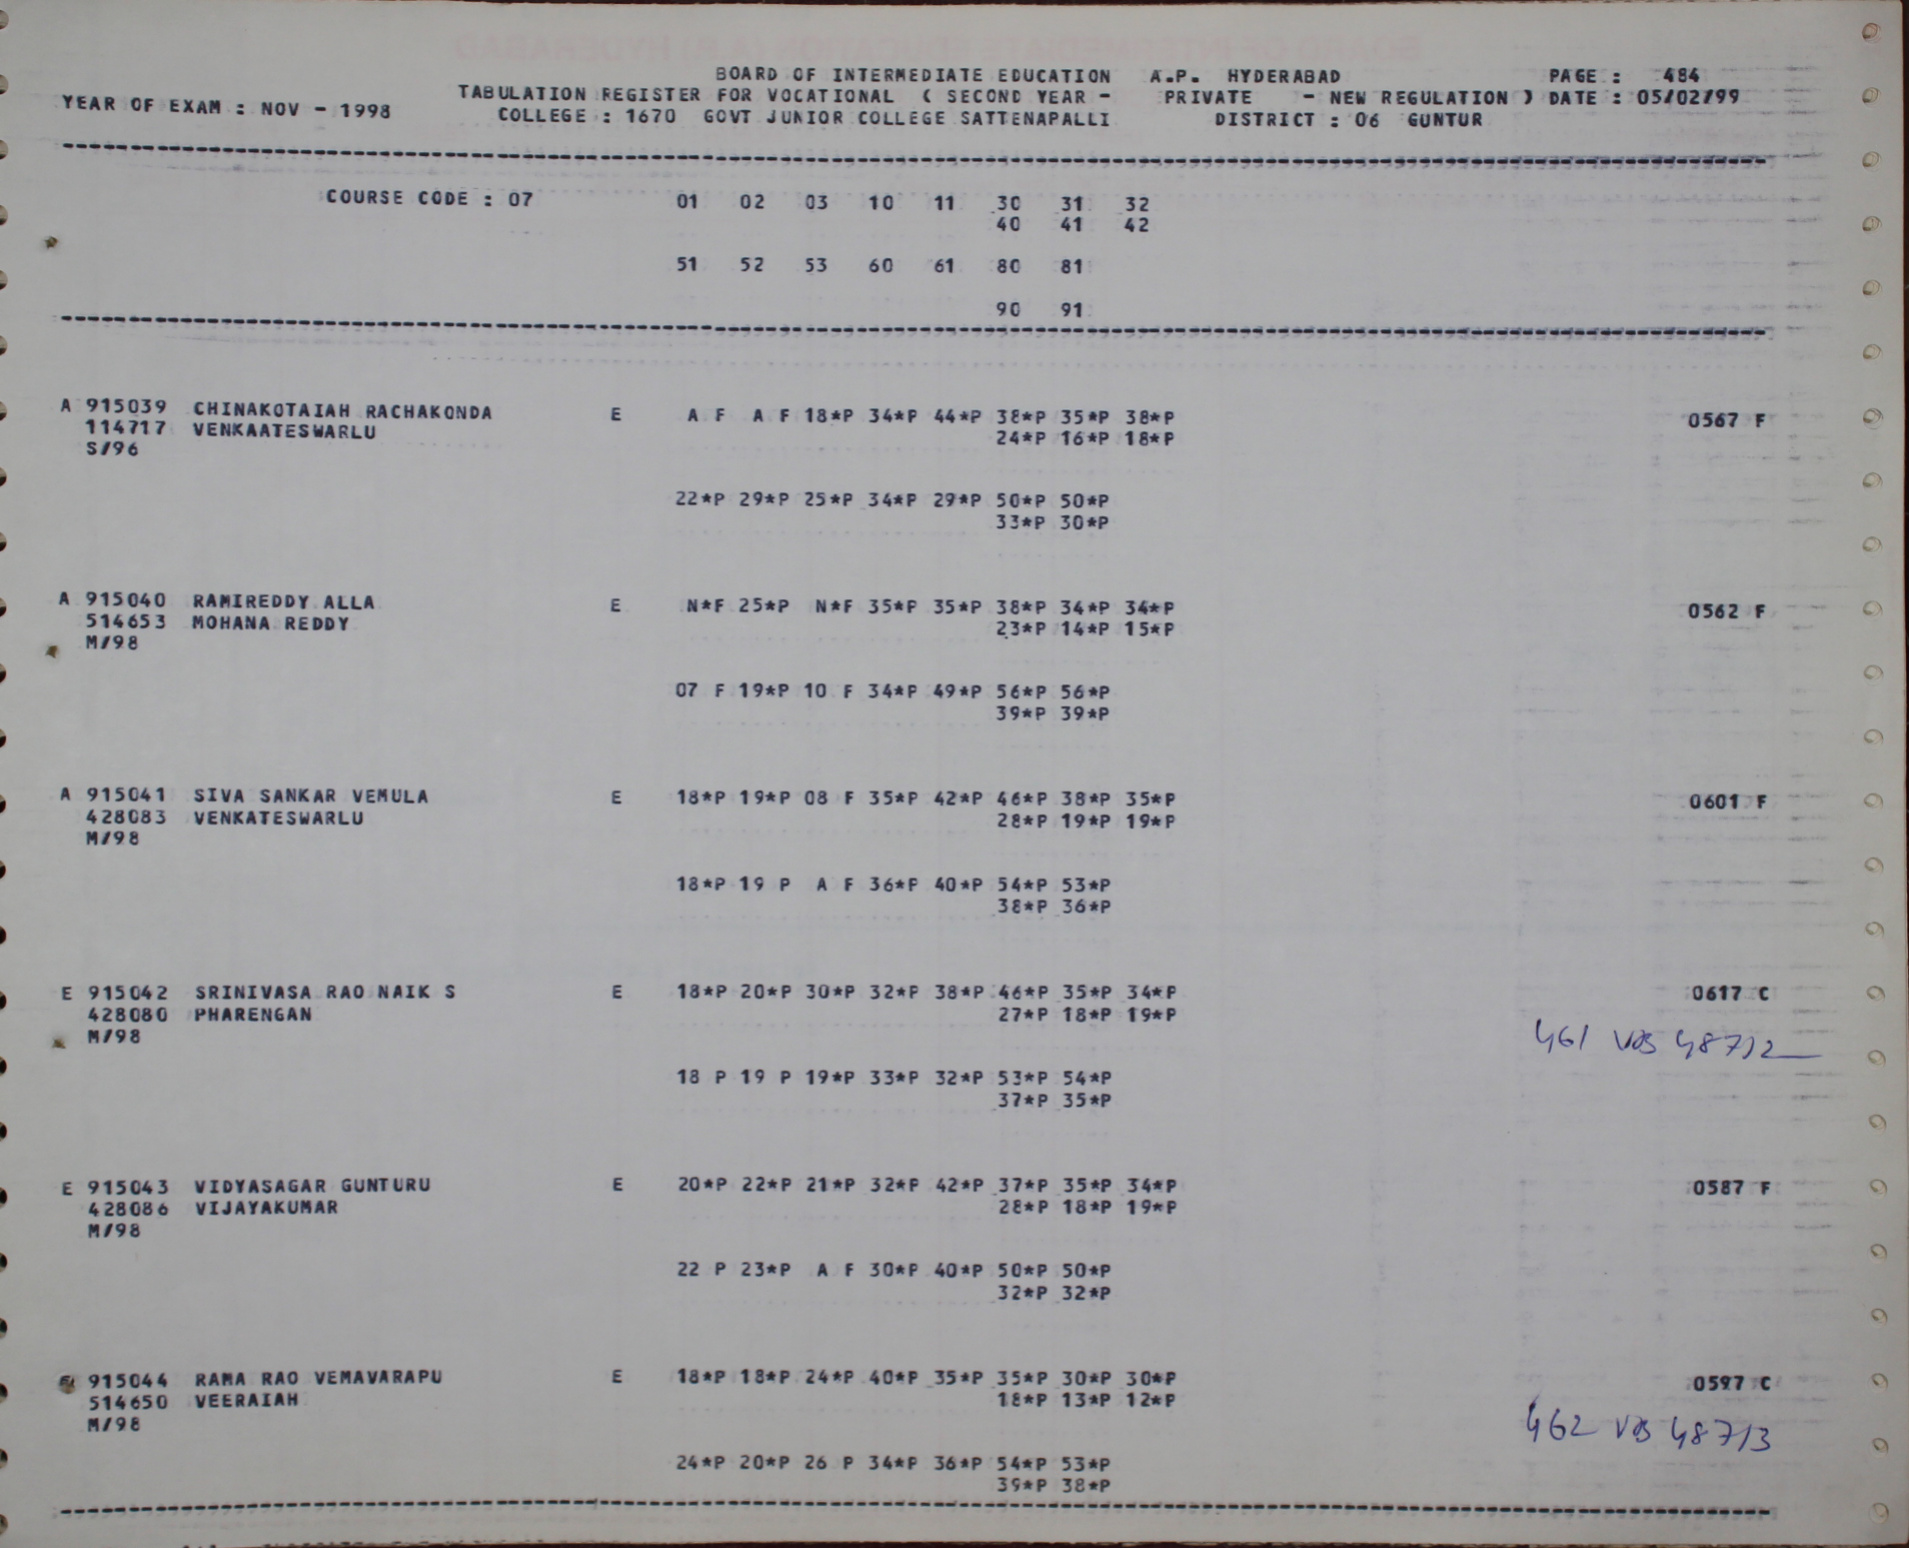 BOARD OF INTERMEDIATE EDUCATION A.P. HYDERABAD PAGE : 484
YEAR OF EXAM : NOV - 1998 TABULATION REGISTER FOR VOCATIONAL ( SECOND YEAR - PRIVATE - NEW REGULATION ) DATE : 05/02/99
COLLEGE : 1670 GOVT JUNIOR COLLEGE SATTENAPALLI DISTRICT : 06 GUNTUR
COURSE CODE : 07 01 02 03 10 11 30 31 32
40 41 42
51 52 53 60 61 80 81
90 91
A 915039 CHINAKOTAIAH RACHAKONDA E A F A F 18*P 34*P 44*P 38*P 35*P 38*P 0567 F
114717 VENKAATESWARLU 24*P 16*P 18*P
S/96
22*P 29*P 25*P 34*P 29*P 50*P 50*P
33*P 30*P
A 915040 RAMIREDDY ALLA E N*F 25*P N*F 35*P 35*P 38*P 34*P 34*P 0562 F
514653 MOHANA REDDY 23*P 14*P 15*P
M/98
07 F 19*P 10 F 34*P 49*P 56*P 56*P
39*P 39*P
A 915041 SIVA SANKAR VEMULA E 18*P 19*P 08 F 35*P 42*P 46*P 38*P 35*P 0601 F
428083 VENKATESWARLU 28*P 19*P 19*P
M/98
18*P 19 P A F 36*P 40*P 54*P 53*P
38*P 36*P
E 915042 SRINIVASA RAO NAIK S E 18*P 20*P 30*P 32*P 38*P 46*P 35*P 34*P 0617 C
428080 PHARENGAN 27*P 18*P 19*P
M/98 461 VOS 48712
18 P 19 P 19*P 33*P 32*P 53*P 54*P
37*P 35*P
E 915043 VIDYASAGAR GUNTURU E 20*P 22*P 21*P 32*P 42*P 37*P 35*P 34*P 0587 F
428086 VIJAYAKUMAR 28*P 18*P 19*P
M/98
22 P 23*P A F 30*P 40*P 50*P 50*P
32*P 32*P
915044 RAMA RAO VEMAVARAPU E 18*P 18*P 24*P 40*P 35*P 35*P 30*P 30*P 0597 C
514650 VEERAIAH 18*P 13*P 12*P
M/98 462 VOS 48713
24*P 20*P 26 P 34*P 36*P 54*P 53*P
39*P 38*P